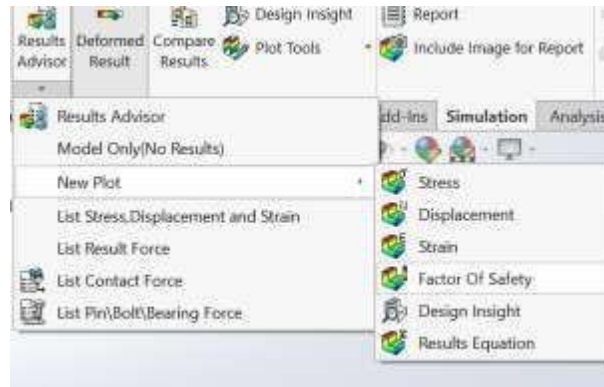 Design Insight
Report
Results Advisor
Deformed Result
Compare Results
Plot Tools
Include Image for Report
Results Advisor
Model Only(No Results)
New Plot
List Stress,Displacement and Strain
List Result Force
List Contact Force
List Pin\Bolt\Bearing Force
dd-Ins
Simulation
Analysis
Stress
Displacement
Strain
Factor Of Safety
Design Insight
Results Equation